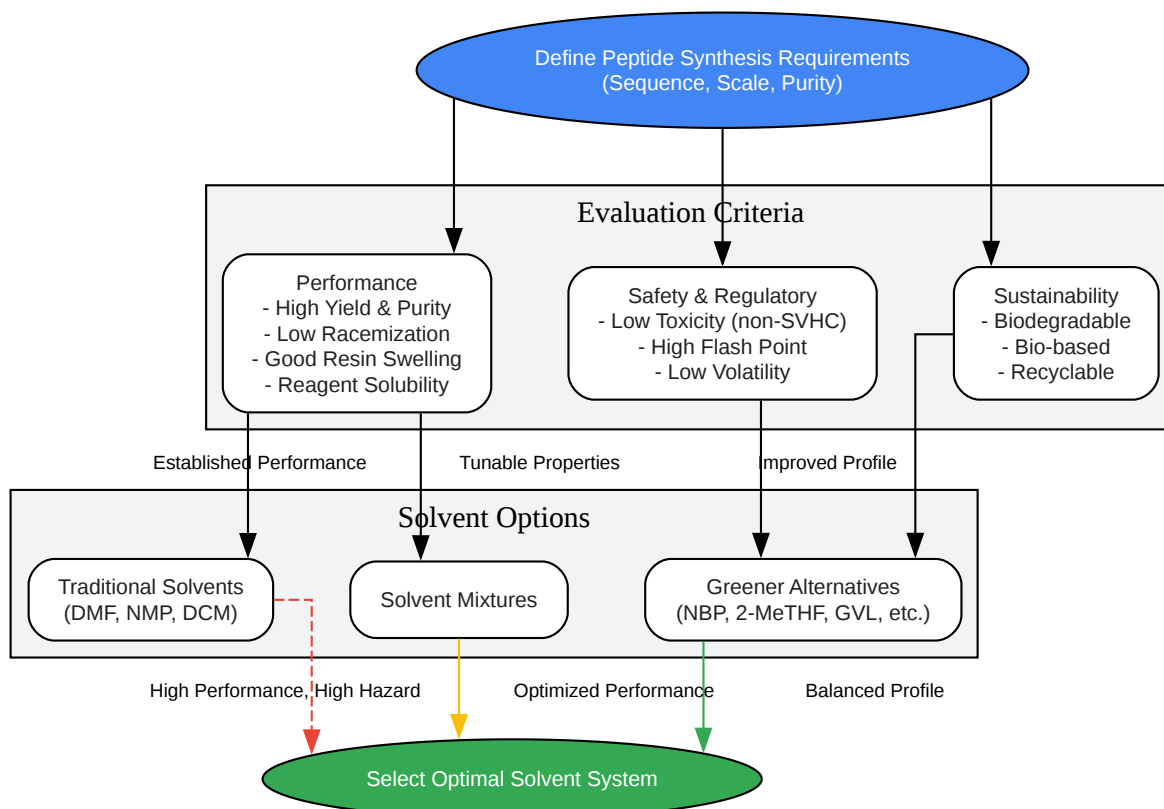 Define Peptide Synthesis Requirements
(Sequence, Scale, Purity)
Evaluation Criteria
Performance
- High Yield & Purity
- Low Racemization
- Good Resin Swelling
- Reagent Solubility
Safety & Regulatory
- Low Toxicity (non-SVHC)
- High Flash Point
- Low Volatility
Sustainability
- Biodegradable
- Bio-based
- Recyclable
Established Performance
Tunable Properties
Improved Profile
Solvent Options
Traditional Solvents
(DMF, NMP, DCM)
Solvent Mixtures
Greener Alternatives
(NBP, 2-MeTHF, GVL, etc.)
High Performance, High Hazard
Optimized Performance
Balanced Profile
Select Optimal Solvent System